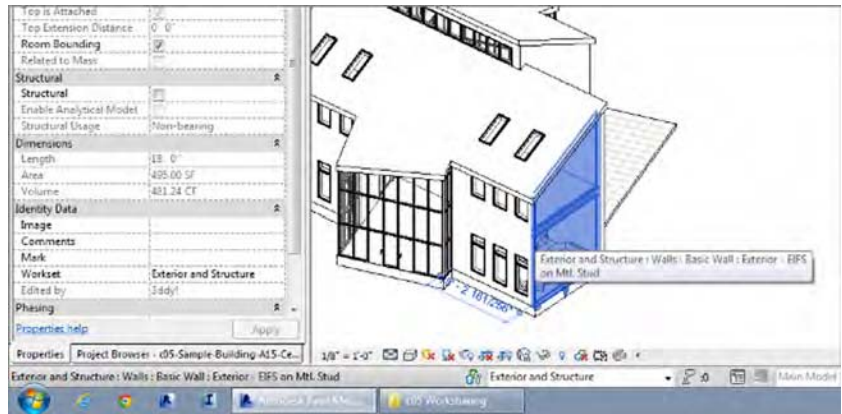 Top is Attached
Top Extension Distance 0' 0"
Room Bounding
Related to Mass
Structural
Structural
Enable Analytical Model
Structural Usage Non-bearing
Dimensions
Length 18' 0"
Area 495.00 SF
Volume 481.24 CF
Identity Data
Image
Comments
Mark
Workset Exterior and Structure
Edited by Eddy!
Phasing
Properties help Apply
Properties Project Browser - c05-Sample-Building-A15-Ce...
Exterior and Structure : Walls : Basic Wall : Exterior - EIFS
on Mtl. Stud
1/8" = 1'-0"
Exterior and Structure : Walls : Basic Wall : Exterior - EIFS on Mtl. Stud
Exterior and Structure
:0
Main Model
c05 Worksharing